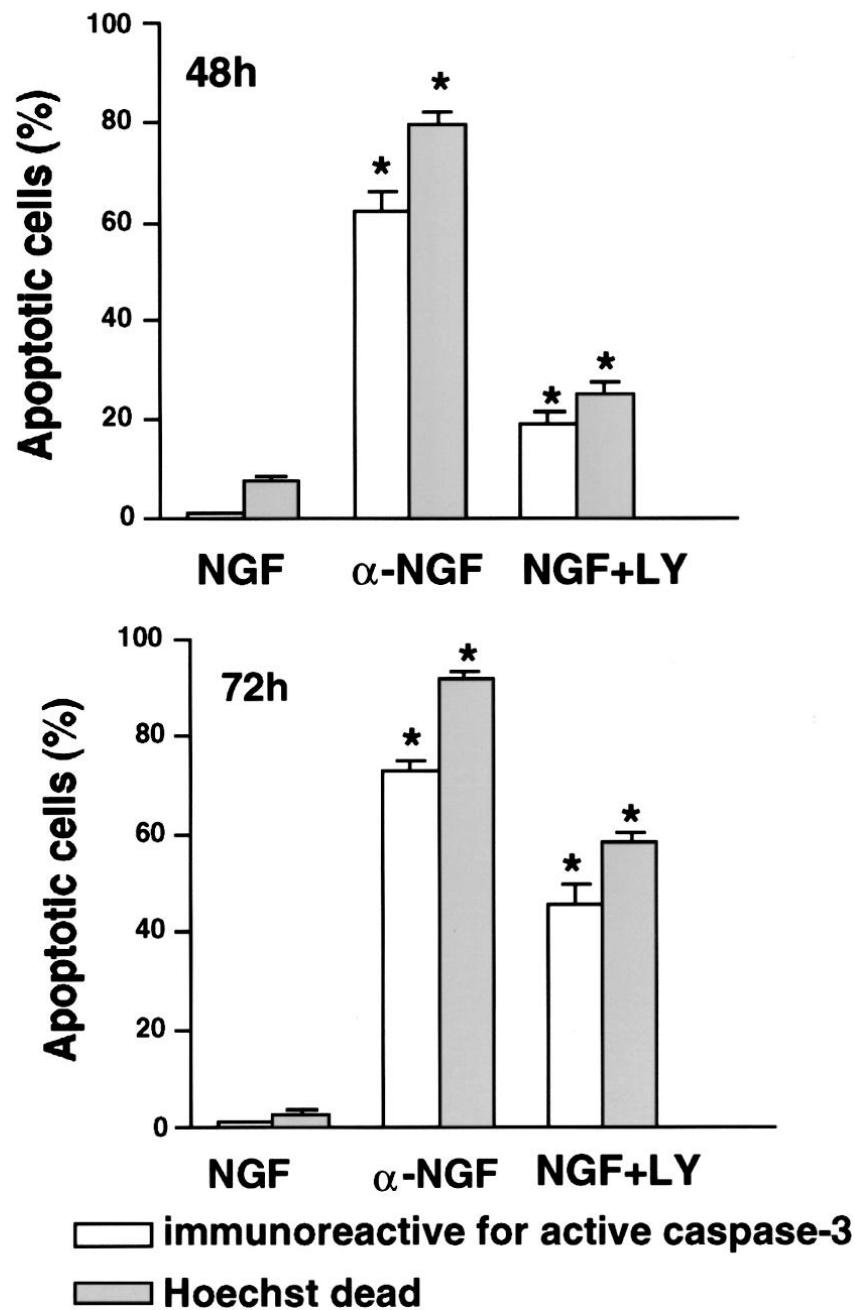 100
48h
80
60
40
20
0
Apoptotic cells (%)
* * * *
NGF α-NGF NGF+LY
100
72h
80
60
40
20
0
Apoptotic cells (%)
* * * *
NGF α-NGF NGF+LY
immunoreactive for active caspase-3
Hoechst dead